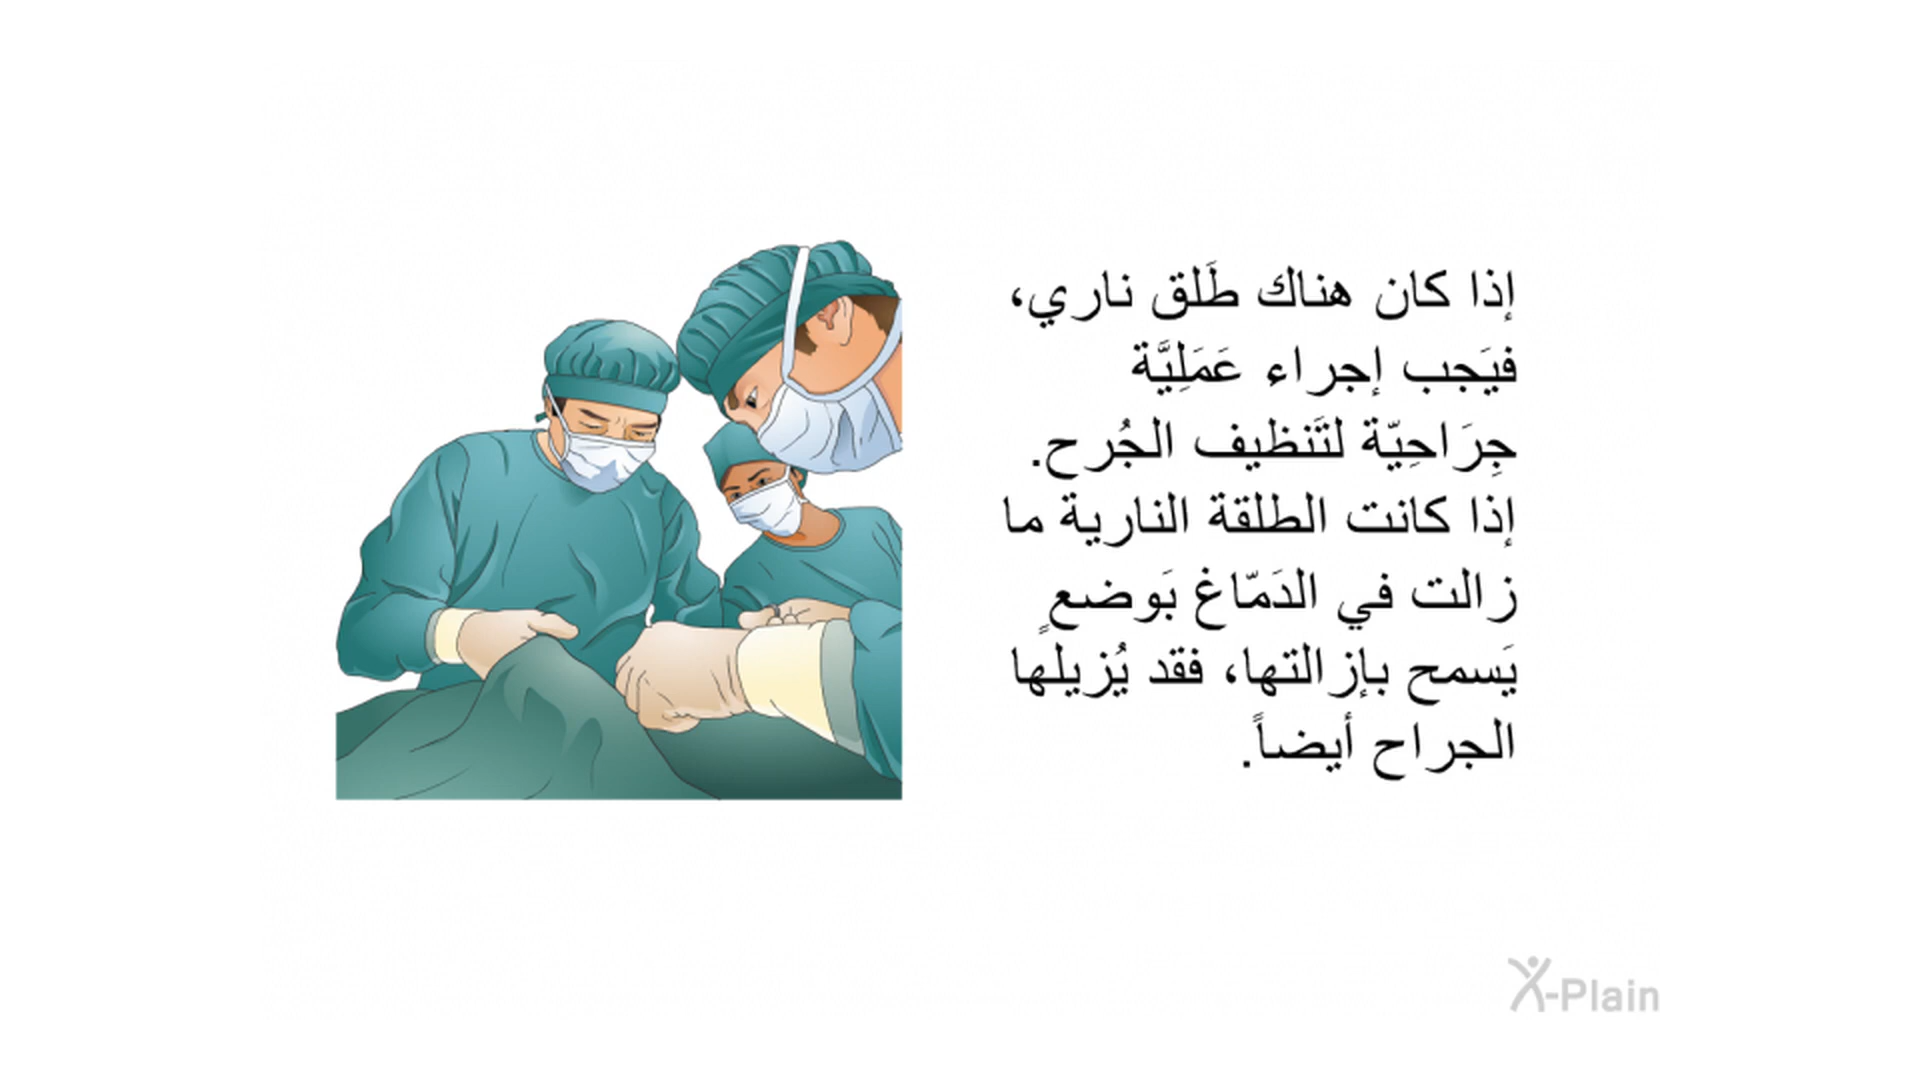 إذا كان هناك طَلق ناري،
فيَجب إجراء عَمَلِيَّة
جِرَاحِيّة لتَنظيف الجُرح.
إذا كانت الطلقة النارية ما
زالت في الدَمّاغ بَوضعٍ
يَسمح بإزالتها، فقد يُزيلها
الجراح أيضاً.
X-Plain